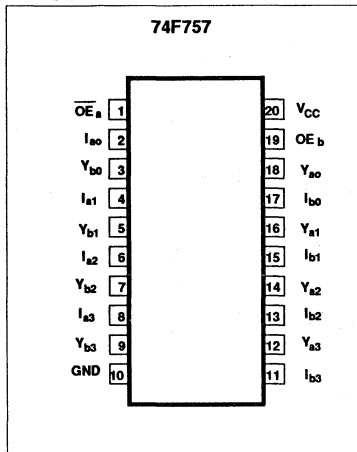 74F757
OEa 1 20 VCC
Iao 2 19 OEb
Yb0 3 18 Yao
Ia1 4 17 Ib0
Yb1 5 16 Ya1
Ia2 6 15 Ib1
Yb2 7 14 Ya2
Ia3 8 13 Ib2
Yb3 9 12 Ya3
GND 10 11 Ib3